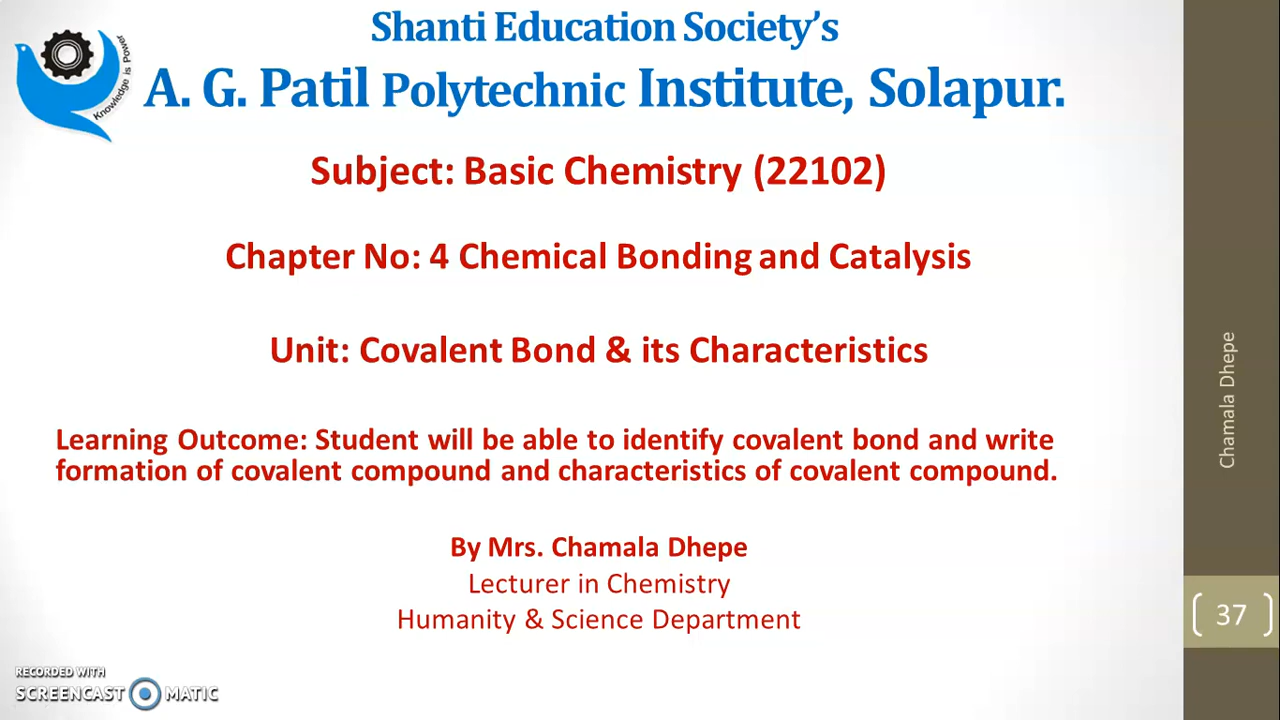 Shanti Education Society's
A. G. Patil Polytechnic Institute, Solapur.
Knowledge is Power
Subject: Basic Chemistry (22102)
Chapter No: 4 Chemical Bonding and Catalysis
Unit: Covalent Bond & its Characteristics
Learning Outcome: Student will be able to identify covalent bond and write
formation of covalent compound and characteristics of covalent compound.
By Mrs. Chamala Dhepe
Lecturer in Chemistry
Humanity & Science Department
Chamala Dhepe
37
RECORDED WITH
SCREENCAST MATIC